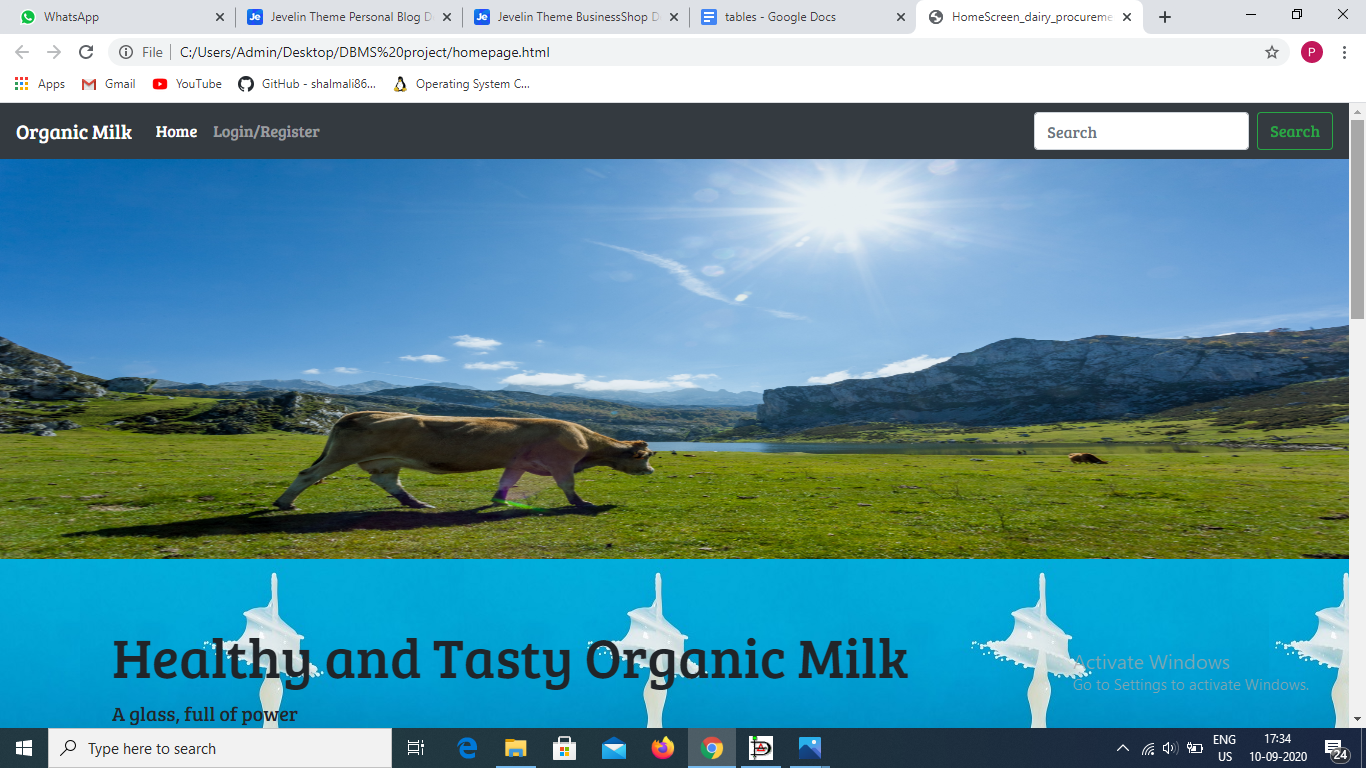 WhatsApp
Jevelin Theme Personal Blog D
Jevelin Theme BusinessShop D
tables - Google Docs
HomeScreen_dairy_procureme
File
C:/Users/Admin/Desktop/DBMS%20project/homepage.html
P
Apps
Gmail
YouTube
GitHub - shalmali86...
Operating System C...
Organic Milk
Home
Login/Register
Search
Search
Healthy and Tasty Organic Milk
A glass, full of power
Activate Windows
Go to Settings to activate Windows.
Type here to search
ENG
US
17:34
10-09-2020
24